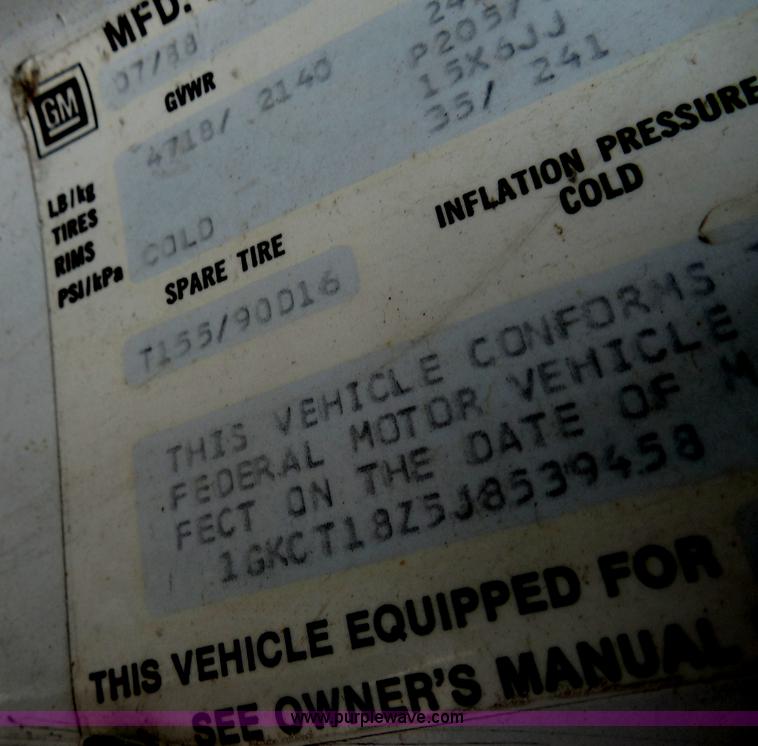 MFD.
07/88
GM
GVWR
4718/ 2140
P205/
15X6JJ
35/ 241
LB/kg
TIRES
RIMS
PSI/kPa
COLD
SPARE TIRE
T155/90D16
INFLATION PRESSURE
COLD
THIS VEHICLE CONFORMS
FEDERAL MOTOR VEHICLE
FECT ON THE DATE OF M
1GKCT18Z5J8539458
THIS VEHICLE EQUIPPED FOR
SEE OWNER'S MANUAL
www.purplewave.com